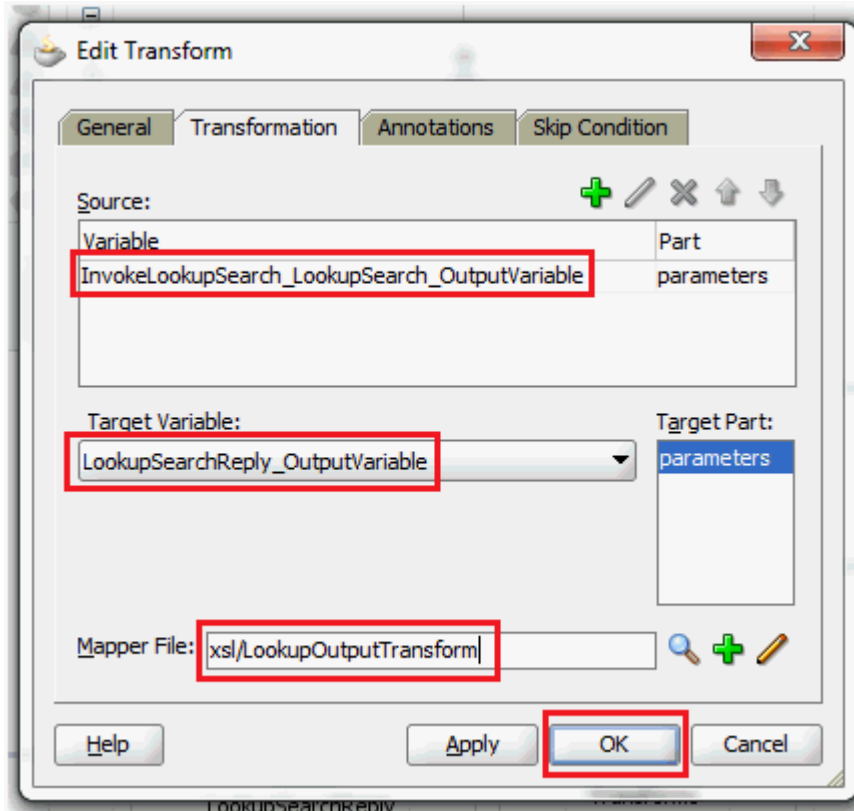 Edit Transform
General Transformation Annotations Skip Condition
Source:
Variable Part
InvokeLookupSearch_LookupSearch_OutputVariable parameters
Target Variable: Target Part:
LookupSearchReply_OutputVariable parameters
Mapper File: xsl/LookupOutputTransform
Help Apply OK Cancel
LookupSearchReply Transforms